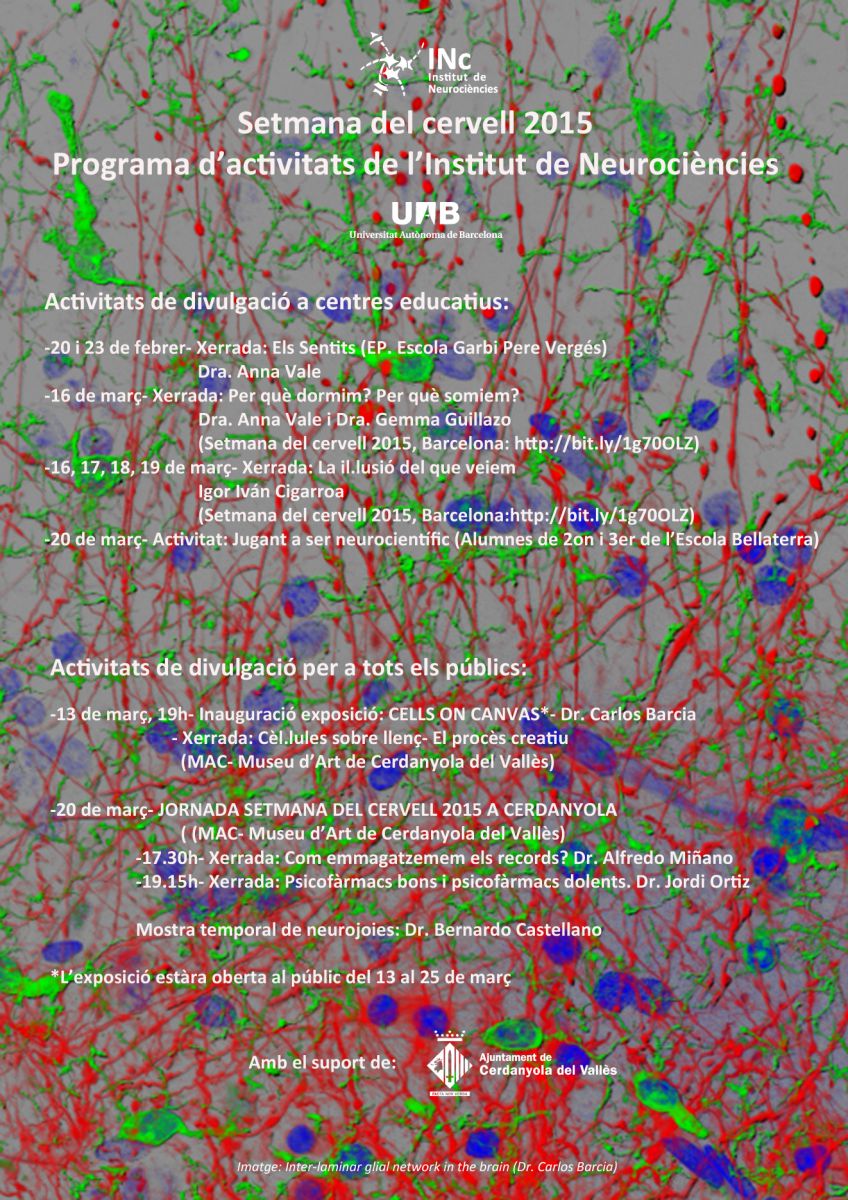 INc
Institut de
Neurociències
Setmana del cervell 2015
Programa d'activitats de l'Institut de Neurociències
UAB
Universitat Autònoma de Barcelona
Activitats de divulgació a centres educatius:
-20 i 23 de febrer- Xerrada: Els Sentits (EP. Escola Garbi Pere Vergés)
Dra. Anna Vale
-16 de març- Xerrada: Per què dormim? Per què somiem?
Dra. Anna Vale i Dra. Gemma Guillazo
(Setmana del cervell 2015, Barcelona: http://bit.ly/1g70OLZ)
-16, 17, 18, 19 de març- Xerrada: La il.lusió del que veiem
Igor Iván Cigarroa
(Setmana del cervell 2015, Barcelona:http://bit.ly/1g70OLZ)
-20 de març- Activitat: Jugant a ser neurocientífic (Alumnes de 2on i 3er de l'Escola Bellaterra)
Activitats de divulgació per a tots els públics:
-13 de març, 19h- Inauguració exposició: CELLS ON CANVAS*- Dr. Carlos Barcia
- Xerrada: Cèl.lules sobre llenç- El procès creatiu
(MAC- Museu d'Art de Cerdanyola del Vallès)
-20 de març- JORNADA SETMANA DEL CERVELL 2015 A CERDANYOLA
( (MAC- Museu d'Art de Cerdanyola del Vallès)
-17.30h- Xerrada: Com emmagatzemem els records? Dr. Alfredo Miñano
-19.15h- Xerrada: Psicofàrmacs bons i psicofàrmacs dolents. Dr. Jordi Ortiz
Mostra temporal de neurojoies: Dr. Bernardo Castellano
*L'exposició estàra oberta al públic del 13 al 25 de març
Amb el suport de:
Ajuntament de
Cerdanyola del Vallès
Imatge: Inter-laminar glial network in the brain (Dr. Carlos Barcia)